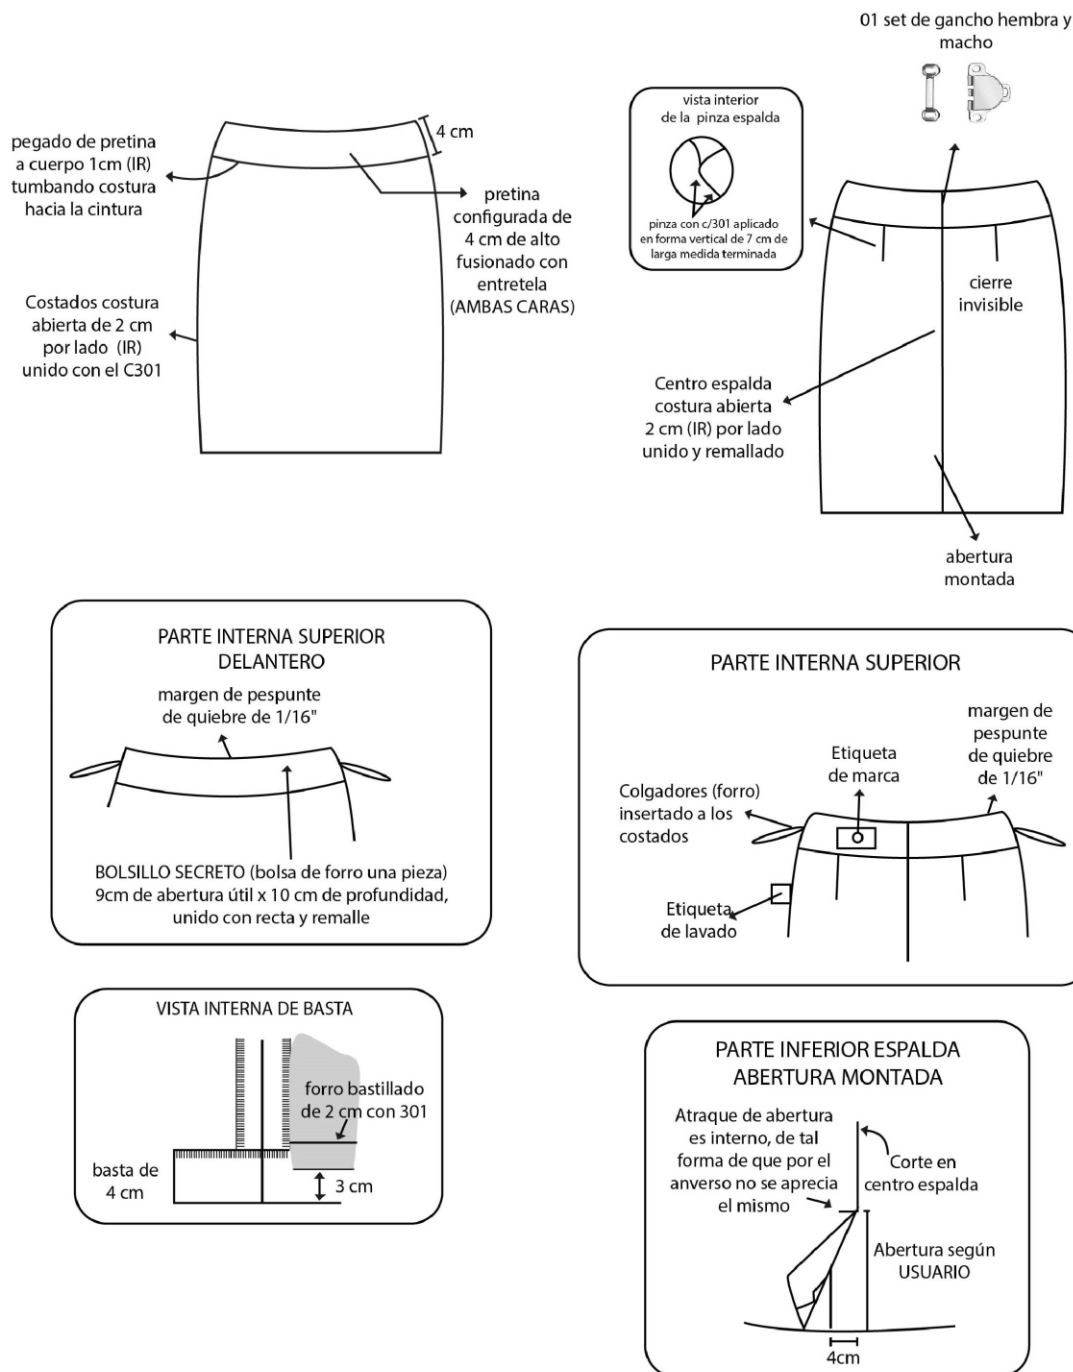 pegado de pretina
a cuerpo 1cm (IR)
tumbando costura
hacia la cintura
4 cm
pretina
configurada de
4 cm de alto
fusionado con
entretela
(AMBAS CARAS)
Costados costura
abierta de 2 cm
por lado (IR)
unido con el C301
01 set de gancho hembra y
macho
vista interior
de la pinza espalda
pinza con c/301 aplicado
en forma vertical de 7 cm de
larga medida terminada
cierre
invisible
Centro espalda
costura abierta
2 cm (IR) por lado
unido y remallado
abertura
montada
PARTE INTERNA SUPERIOR
DELANTERO
margen de pespunte
de quiebre de 1/16"
BOLSILLO SECRETO (bolsa de forro una pieza)
9cm de abertura útil x 10 cm de profundidad,
unido con recta y remalle
PARTE INTERNA SUPERIOR
margen de
pespunte
de quiebre
de 1/16"
Etiqueta
de marca
Colgadores (forro)
insertado a los
costados
Etiqueta
de lavado
VISTA INTERNA DE BASTA
forro bastillado
de 2 cm con 301
basta de
4 cm
3 cm
PARTE INFERIOR ESPALDA
ABERTURA MONTADA
Atraque de abertura
es interno, de tal
forma de que por el
anverso no se aprecia
el mismo
Corte en
centro espalda
Abertura según
USUARIO
4cm